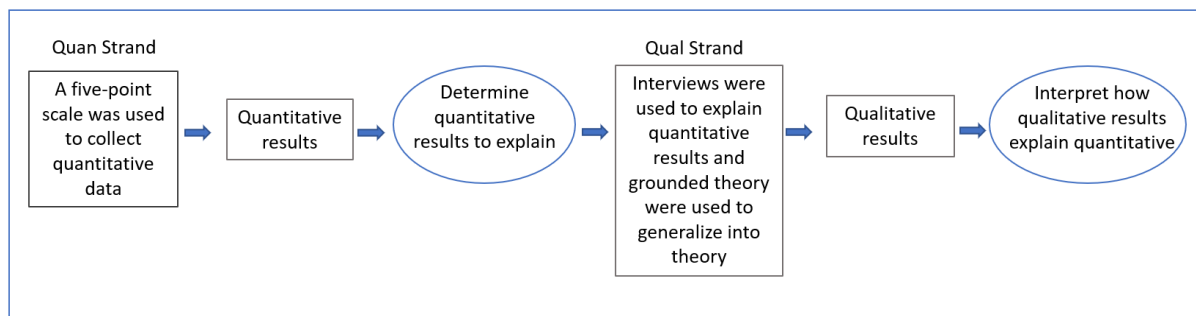 Quan Strand
A five-point
scale was used
to collect
quantitative
data
Quantitative
results
Determine
quantitative
results to explain
Qual Strand
Interviews were
used to explain
quantitative
results and
grounded theory
were used to
generalize into
theory
Qualitative
results
Interpret how
qualitative results
explain quantitative